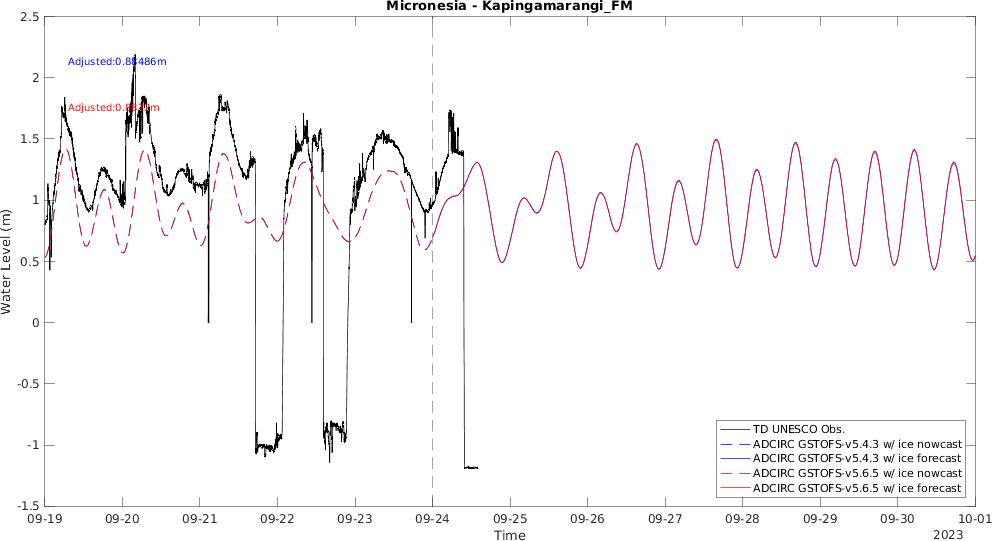 Micronesia - Kapingamarangi_FM
Water Level (m)
2.5
2
1.5
1
0.5
0
-0.5
-1
-1.5
Adjusted:0.88486m
TD UNESCO Obs.
ADCIRC GSTOFS-v5.4.3 w/ ice nowcast
ADCIRC GSTOFS-v5.4.3 w/ ice forecast
ADCIRC GSTOFS-v5.6.5 w/ ice nowcast
ADCIRC GSTOFS-v5.6.5 w/ ice forecast
09-19 09-20 09-21 09-22 09-23 09-24 09-25 09-26 09-27 09-28 09-29 09-30 10-01
Time
2023